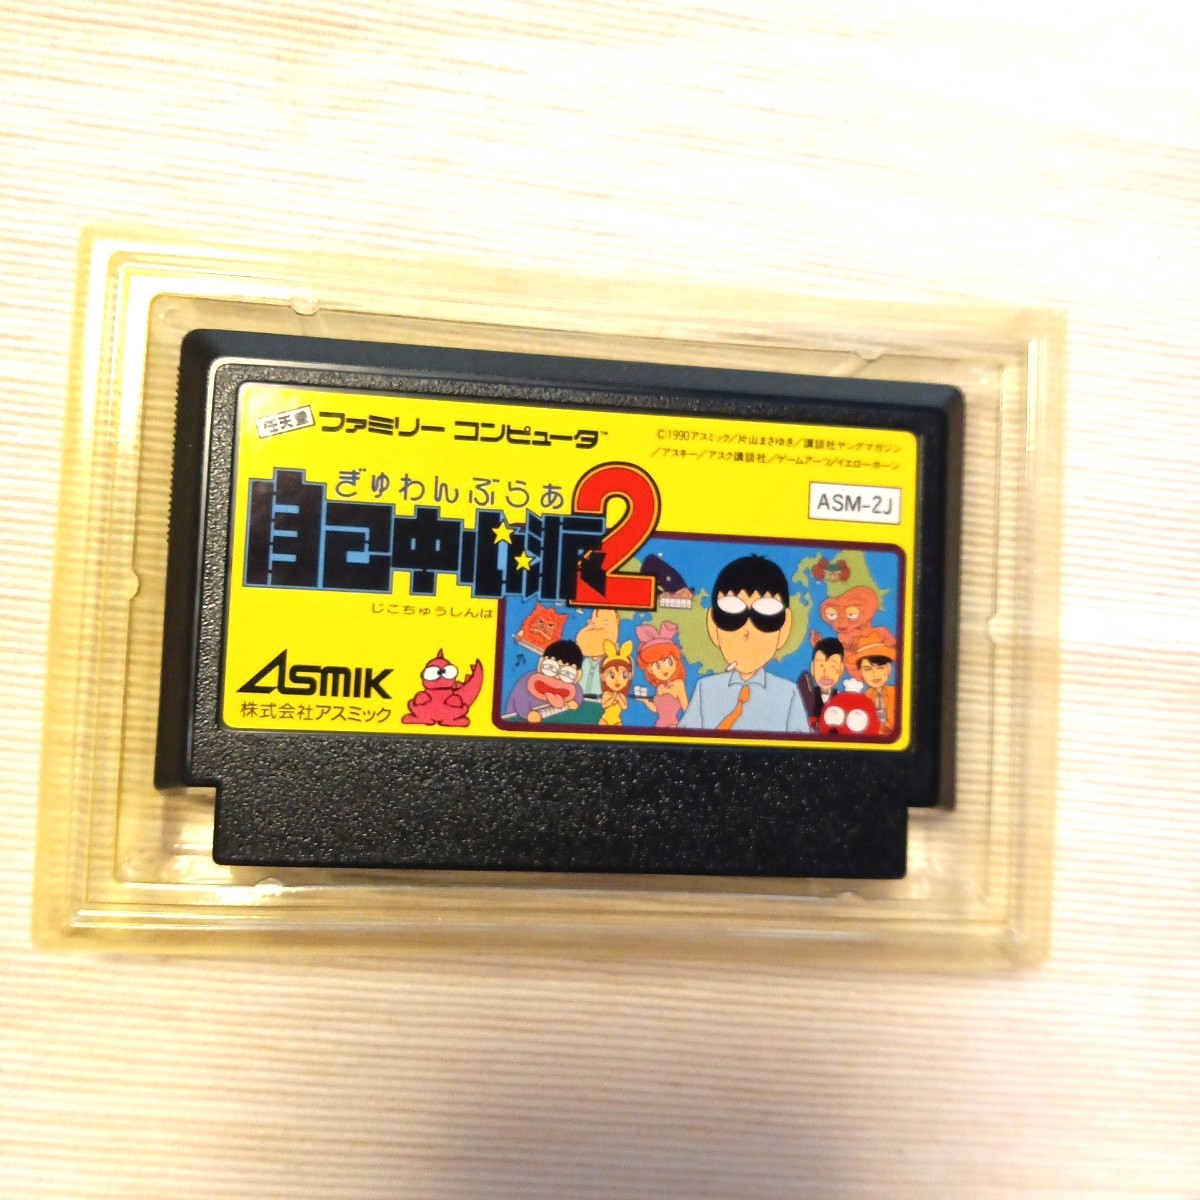 任天堂 ファミリー コンピュータ™
©1990アスミック/片山まさゆき/講談社ヤングマガジン
/アスキー/アスク講談社/ゲームアーツ/イエローホーン
ASM-2J
ぎゅわんぶらあ
自己中心派2
じこちゅうしんは
ASMIK
株式会社アスミック